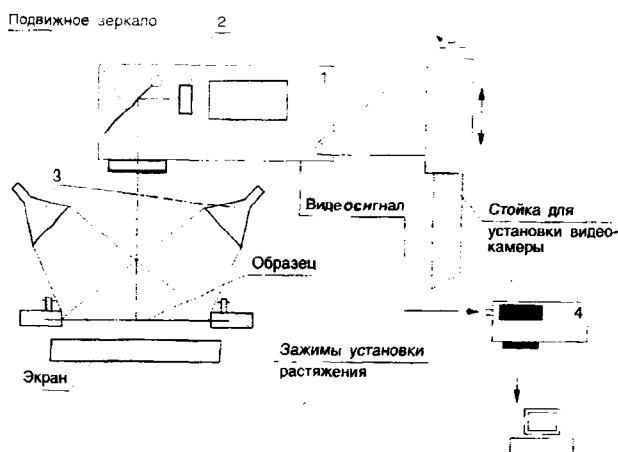 Подвижное зеркало
2
1
3
Видеосигнал
Стойка для
установки видео-
камеры
Образец
4
Зажимы установки
растяжения
Экран